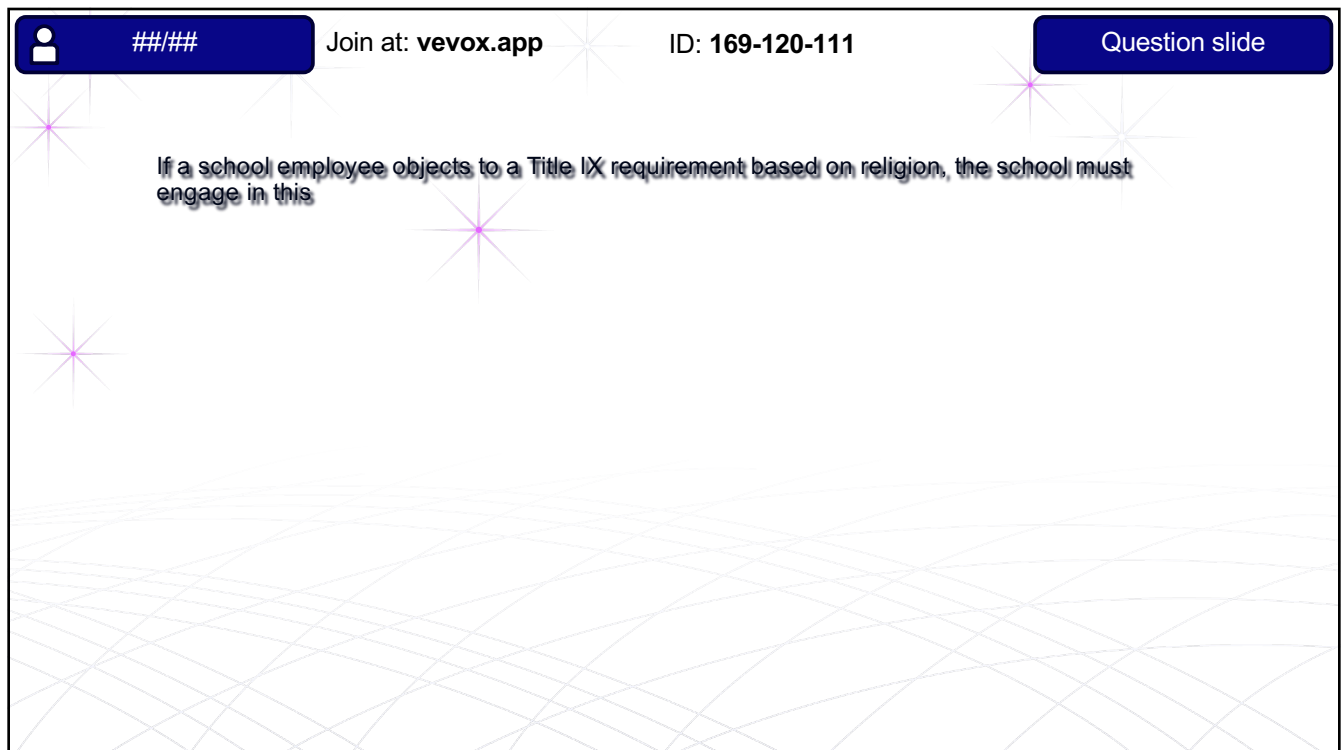 ##/##
Join at: vevox.app
ID: 169-120-111
Question slide
If a school employee objects to a Title IX requirement based on religion, the school must
engage in this